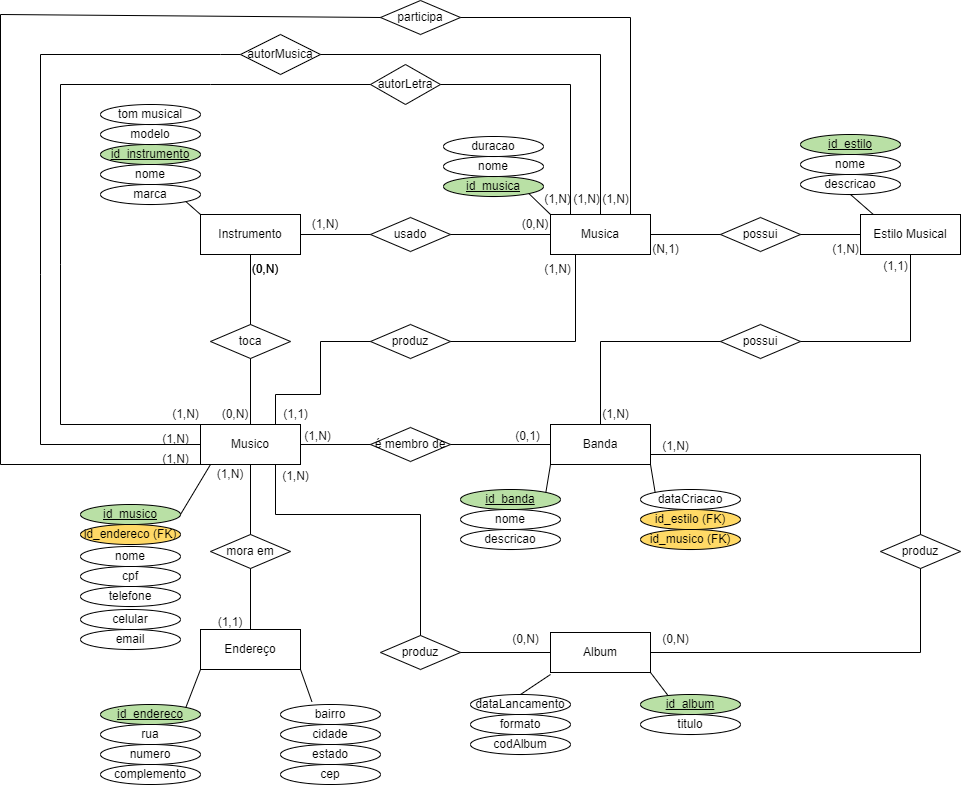 participa
autorMusica
autorLetra
tom musical
modelo
id_instrumento
nome
marca
duracao
nome
id_musica
id_estilo
nome
descricao
(1,N)
(1,N)
(1,N)
Instrumento
(1,N)
usado
(0,N)
Musica
(N,1)
possui
(1,N)
Estilo Musical
(0,N)
(1,N)
(1,1)
toca
produz
possui
(1,N)
(0,N)
(1,1)
(1,N)
(1,N)
(1,N)
Musico
(1,N)
é membro de
(0,1)
Banda
(1,N)
(1,N)
(1,N)
id_musico
id_endereco (FK)
nome
cpf
telefone
celular
email
id_banda
nome
descricao
dataCriacao
id_estilo (FK)
id_musico (FK)
mora em
produz
(1,1)
Endereço
produz
(0,N)
Album
(0,N)
id_endereco
rua
numero
complemento
bairro
cidade
estado
cep
dataLancamento
formato
codAlbum
id_album
titulo